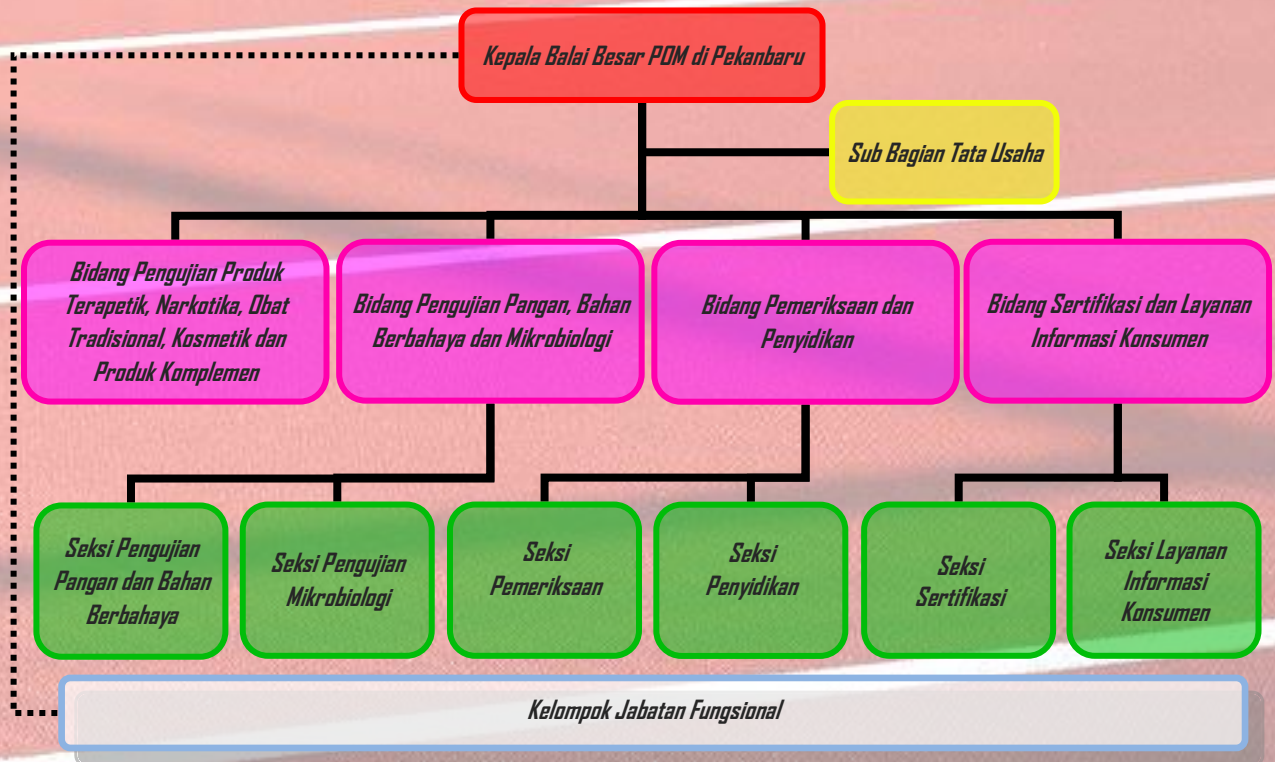 Kepala Balai Besar POM di Pekanbaru
Sub Bagian Tata Usaha
Bidang Pengujian Produk
Terapetik, Narkotika, Obat
Tradisional, Kosmetik dan
Produk Komplemen
Bidang Pengujian Pangan, Bahan
Berbahaya dan Mikrobiologi
Bidang Pemeriksaan dan
Penyidikan
Bidang Sertifikasi dan Layanan
Informasi Konsumen
Seksi Pengujian
Pangan dan Bahan
Berbahaya
Seksi Pengujian
Mikrobiologi
Seksi
Pemeriksaan
Seksi
Penyidikan
Seksi
Sertifikasi
Seksi Layanan
Informasi
Konsumen
Kelompok Jabatan Fungsional